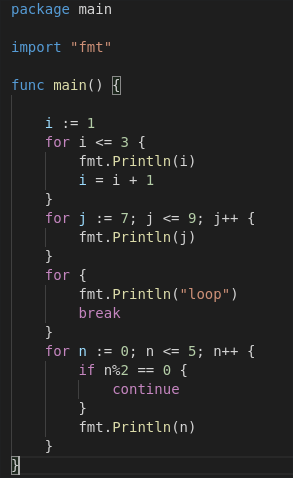 package main
import "fmt"
func main() {
    i := 1
    for i <= 3 {
        fmt.Println(i)
        i = i + 1
    }
    for j := 7; j <= 9; j++ {
        fmt.Println(j)
    }
    for {
        fmt.Println("loop")
        break
    }
    for n := 0; n <= 5; n++ {
        if n%2 == 0 {
            continue
        }
        fmt.Println(n)
    }
}